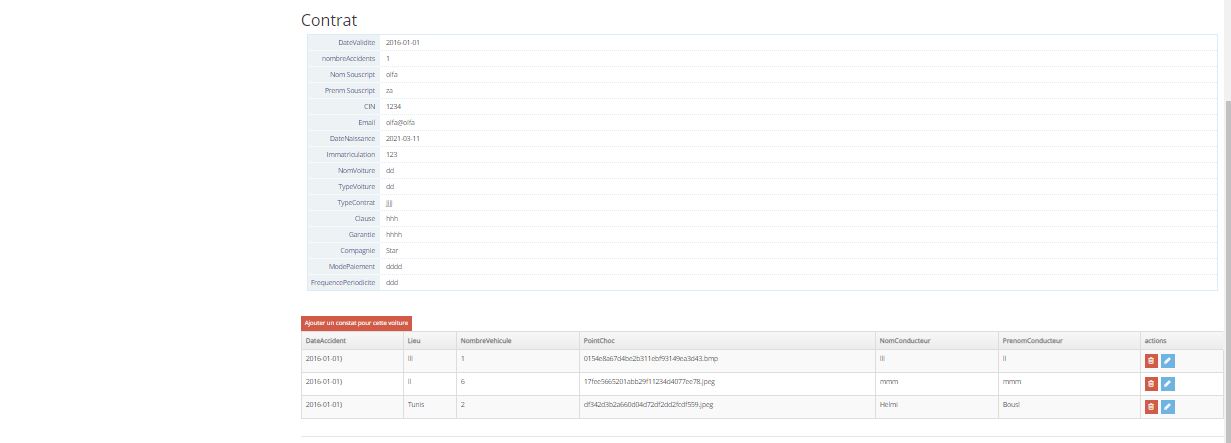 Contrat
DateValidite 2016-01-01
nombreAccidents 1
Nom Souscript olfa
Prenm Souscript za
CIN 1234
Email olfa@olfa
DateNaissance 2021-03-11
Immatriculation 123
NomVoiture dd
TypeVoiture dd
TypeContrat jjjj
Clause hhh
Garantie hhhh
Compagnie Star
ModePaiement dddd
FrequencePeriodicite ddd
Ajouter un constat pour cette voiture
DateAccident Lieu NombreVehicule PointChoc NomConducteur PrenomConducteur actions
2016-01-01) lll 1 0154e8a67d4be2b311ebf93149ea3d43.bmp lll ll
2016-01-01) ll 6 17fee5665201abb29f11234d4077ee78.jpeg mmm mmm
2016-01-01) Tunis 2 df342d3b2a660d04d72df2dd2fcdf559.jpeg Helmi Bousl